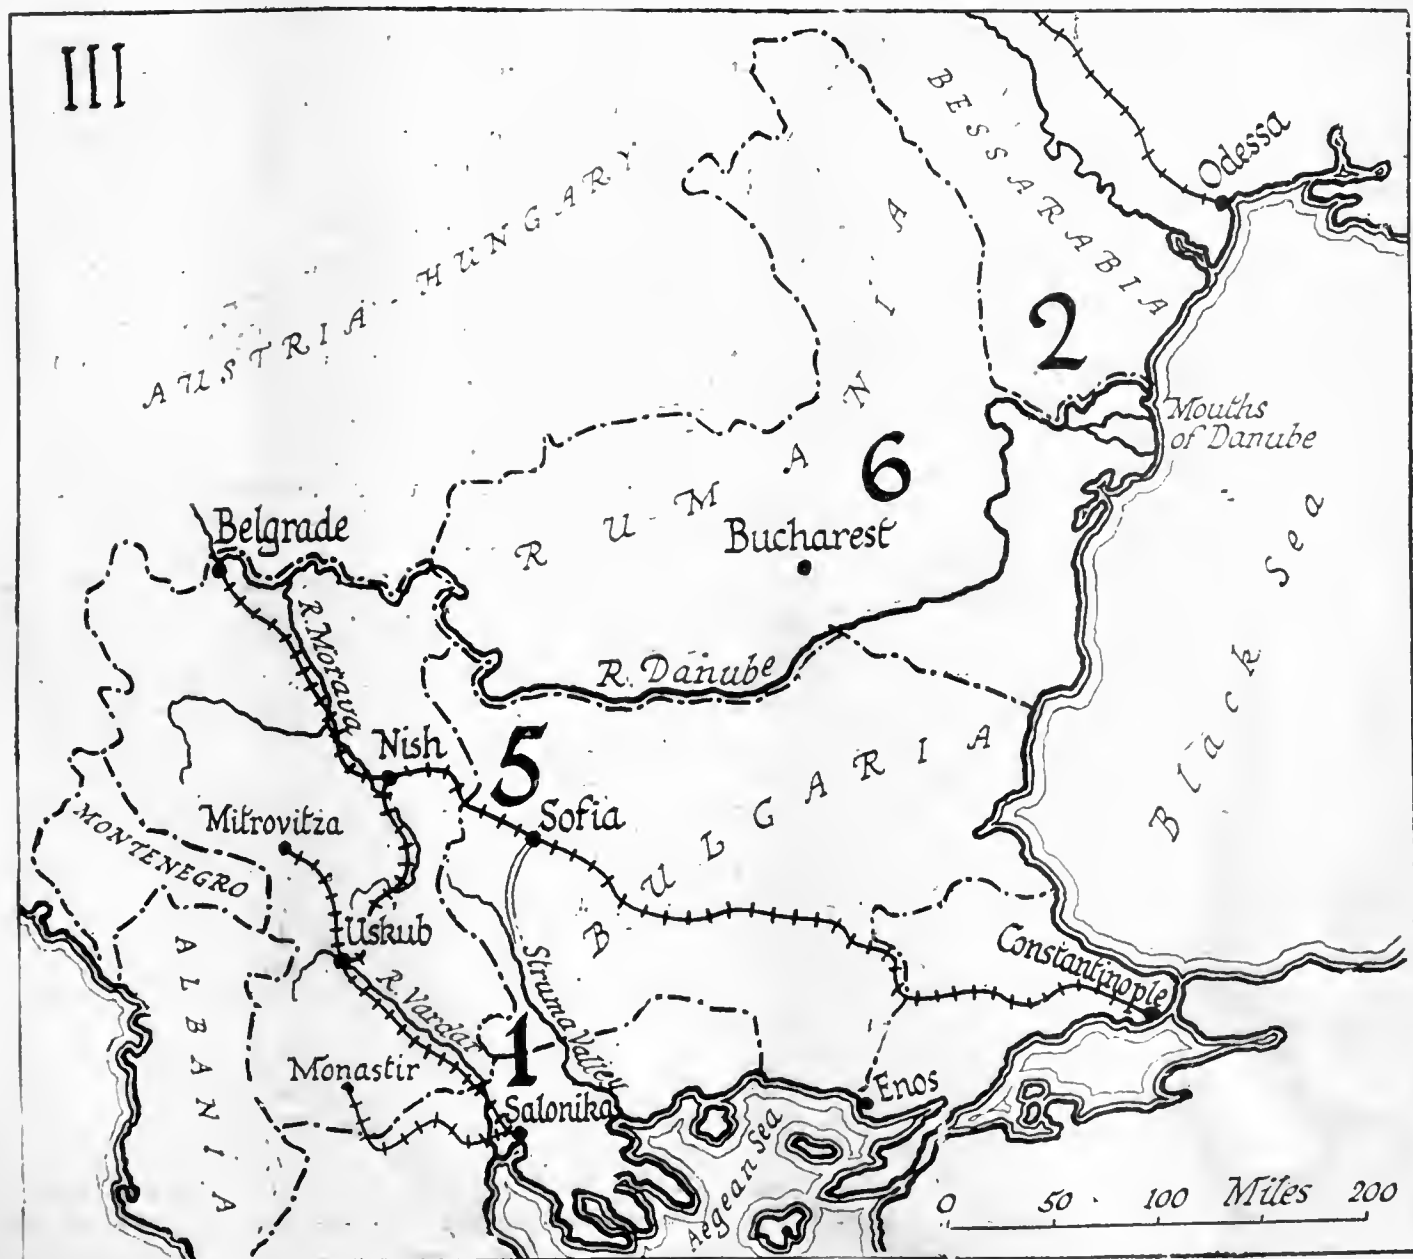 III
BESSARABIA
Odessa
AUSTRIA-HUNGARY
2
Mouths
of Danube
RUMANIA
6
Black Sea
Belgrade
Bucharest
R. Morava
R. Danube
Nish
5
BULGARIA
Mitrovitza
Sofia
MONTENEGRO
Uskub
Constantinople
ALBANIA
R. Vardar
Struma Valley
1
Monastir
Enos
Salonika
Aegean Sea
0 50 100 Miles 200